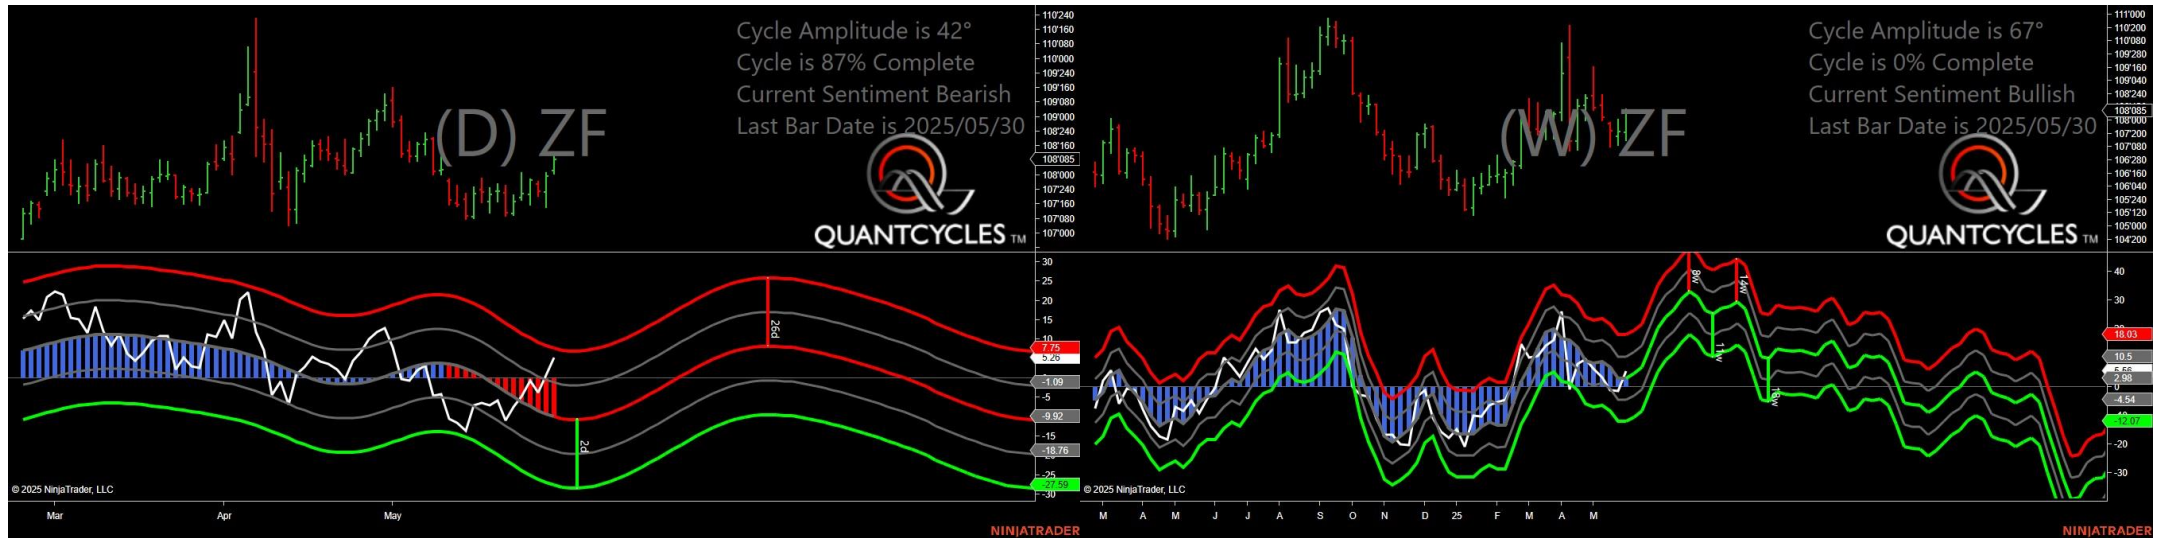 Cycle Amplitude is 42°
Cycle is 87% Complete
Current Sentiment Bearish
Last Bar Date is 2025/05/30
(D) ZF
QUANTCYCLES TM
110'240
110'160
110'080
110'000
109'240
109'160
109'080
109'000
108'240
108'160
108'085
108'000
107'240
107'160
107'080
107'000
30
25
20
15
10
7.75
5.26
-1.09
-5
-9.92
-15
-18.76
-25
-27.59
-30
26d
2d
© 2025 NinjaTrader, LLC
Mar
Apr
May
NINJATRADER
Cycle Amplitude is 67°
Cycle is 0% Complete
Current Sentiment Bullish
Last Bar Date is 2025/05/30
(W) ZF
QUANTCYCLES TM
111'000
110'200
110'080
109'280
109'160
109'040
108'240
108'085
108'000
107'200
107'080
106'280
106'160
106'040
105'240
105'120
105'000
104'200
40
30
18.03
10.5
2.98
0
-4.54
-12.07
-20
-30
8w
14w
11w
18w
© 2025 NinjaTrader, LLC
M A M J J A S O N D 25 F M A M
NINJATRADER